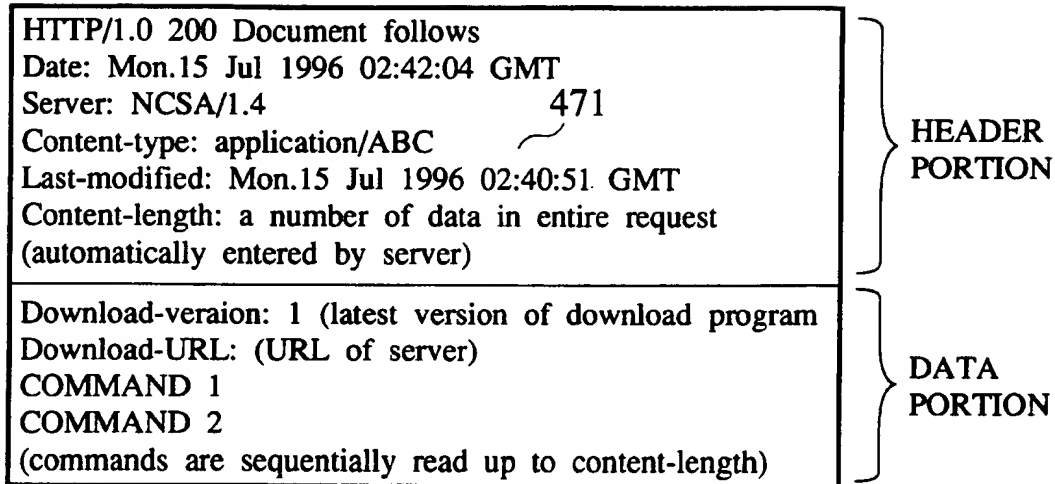 HTTP/1.0 200 Document follows
Date: Mon.15 Jul 1996 02:42:04 GMT
Server: NCSA/1.4
471
Content-type: application/ABC
Last-modified: Mon.15 Jul 1996 02:40:51 GMT
Content-length: a number of data in entire request
(automatically entered by server)
HEADER
PORTION
Download-veraion: 1 (latest version of download program
Download-URL: (URL of server)
COMMAND 1
COMMAND 2
(commands are sequentially read up to content-length)
DATA
PORTION